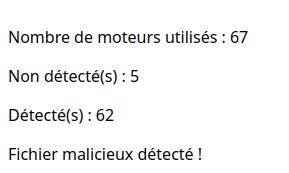 Nombre de moteurs utilisés : 67
Non détecté(s) : 5
Détecté(s) : 62
Fichier malicieux détecté !